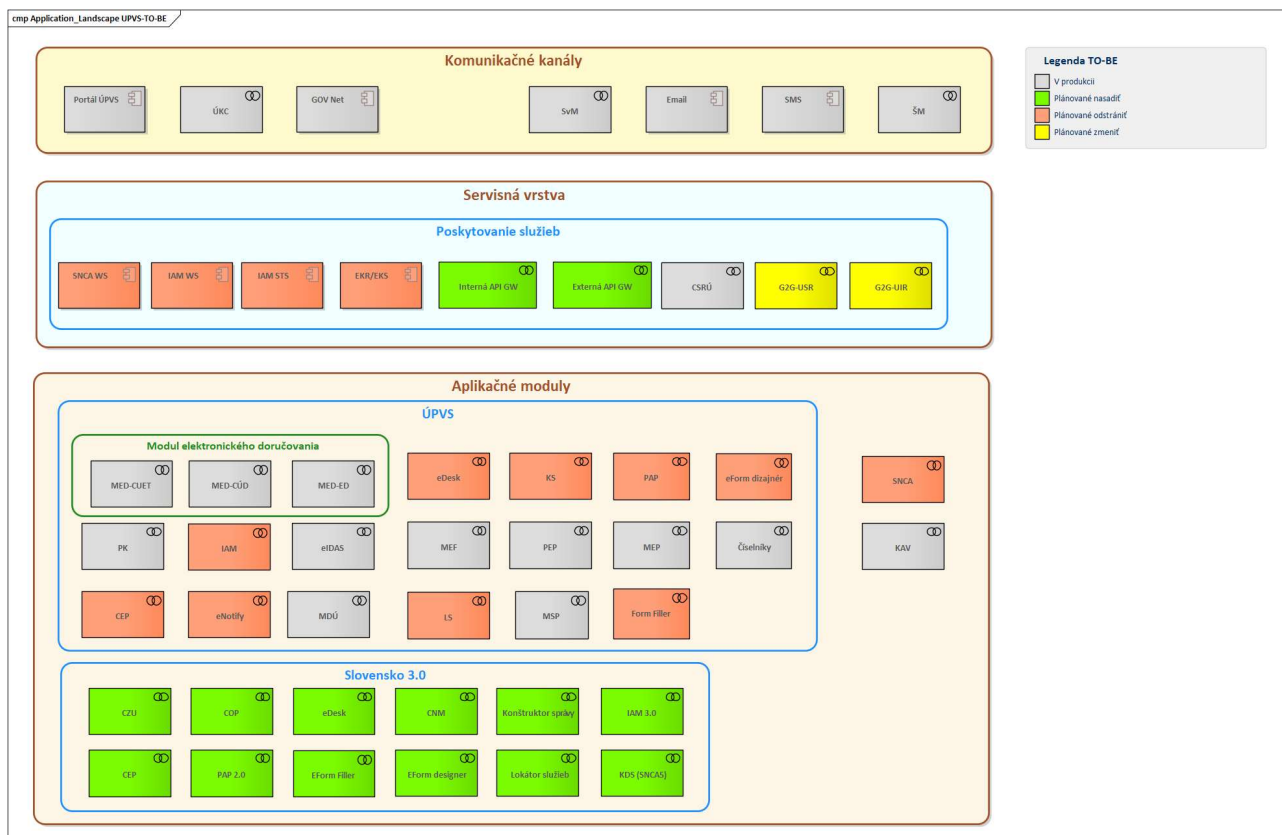 cmp Application_Landscape UPVS-TO-BE
Komunikačné kanály
Portál ÚPVS
ÚKC
GOV Net
SvM
Email
SMS
ŠM
Legenda TO-BE
V produkcii
Plánované nasadiť
Plánované odstrániť
Plánované zmeniť
Servisná vrstva
Poskytovanie služieb
SNCA WS
IAM WS
IAM STS
EKR/EKS
Interná API GW
Externá API GW
CSRÚ
G2G-USR
G2G-UIR
Aplikačné moduly
ÚPVS
Modul elektronického doručovania
MED-CUET
MED-CÚD
MED-ED
eDesk
KS
PAP
eForm dizajnér
SNCA
PK
IAM
eIDAS
MEF
PEP
MEP
Číselníky
KAV
CEP
eNotify
MDÚ
LS
MSP
Form Filler
Slovensko 3.0
CZU
COP
eDesk
CNM
Konštruktor správy
IAM 3.0
CEP
PAP 2.0
EForm Filler
EForm designer
Lokátor služieb
KDS (SNCAS)